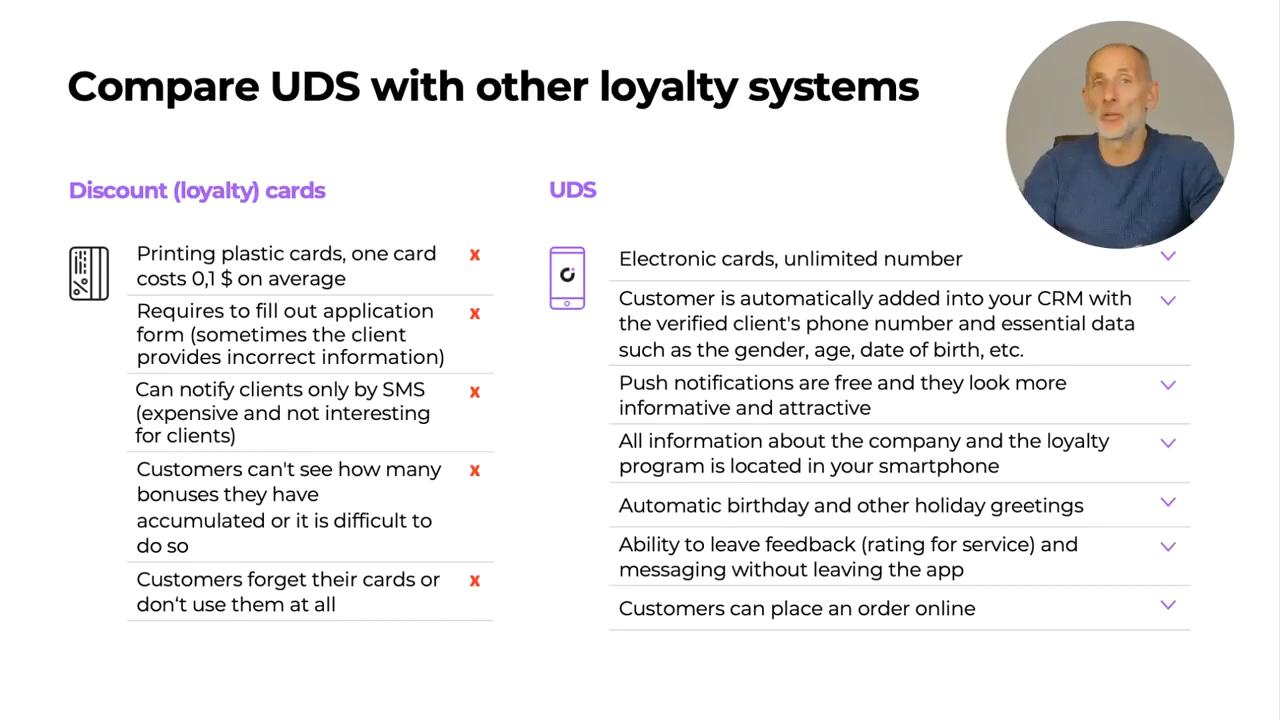 Compare UDS with other loyalty systems
Discount (loyalty) cards
Printing plastic cards, one card
costs 0,1 $ on average
x
Requires to fill out application
form (sometimes the client
provides incorrect information)
x
Can notify clients only by SMS
(expensive and not interesting
for clients)
x
Customers can't see how many
bonuses they have
accumulated or it is difficult to
do so
x
Customers forget their cards or
don‘t use them at all
x
UDS
Electronic cards, unlimited number
Customer is automatically added into your CRM with
the verified client's phone number and essential data
such as the gender, age, date of birth, etc.
Push notifications are free and they look more
informative and attractive
All information about the company and the loyalty
program is located in your smartphone
Automatic birthday and other holiday greetings
Ability to leave feedback (rating for service) and
messaging without leaving the app
Customers can place an order online